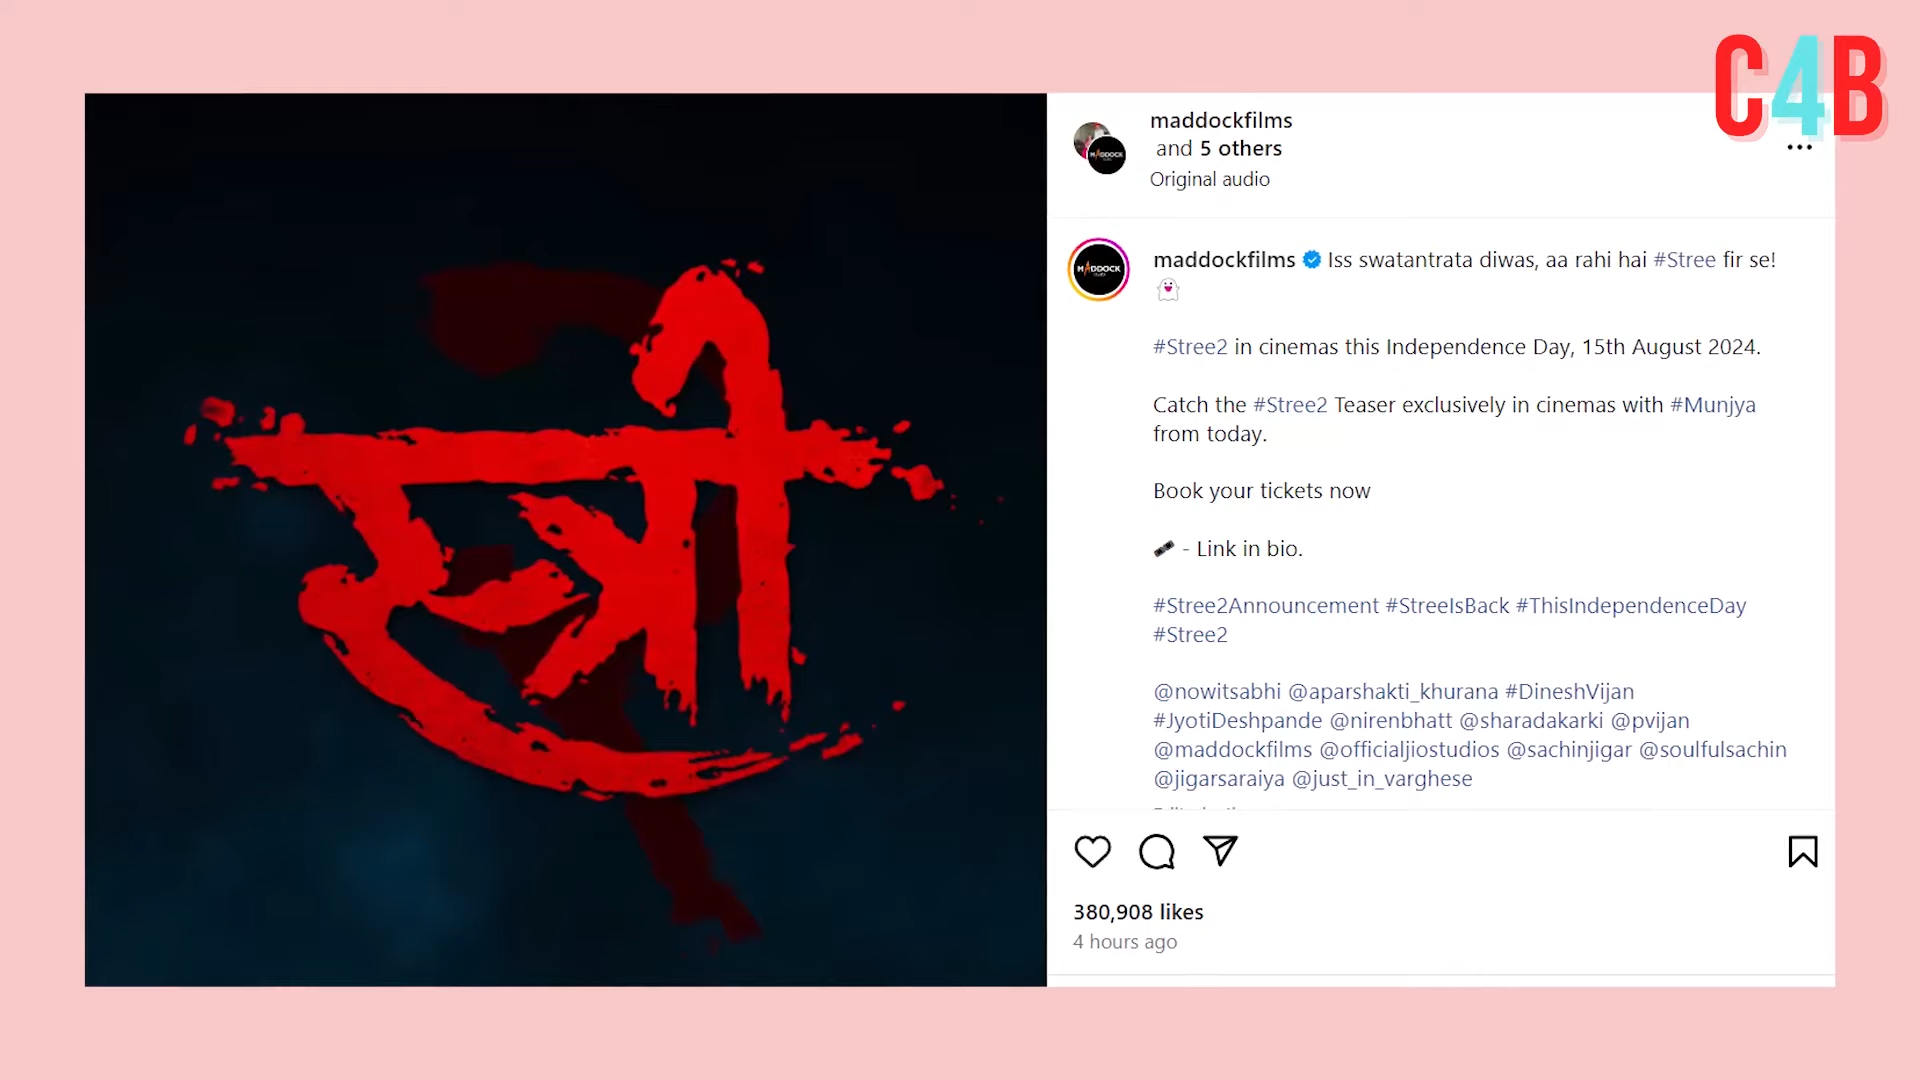 C4B
स्त्री
maddockfilms
and 5 others
Original audio
MADDOCK
MADDOCK
maddockfilms Iss swatantrata diwas, aa rahi hai #Stree fir se!
#Stree2 in cinemas this Independence Day, 15th August 2024.
Catch the #Stree2 Teaser exclusively in cinemas with #Munjya
from today.
Book your tickets now
- Link in bio.
#Stree2Announcement #StreeIsBack #ThisIndependenceDay
#Stree2
@nowitsabhi @aparshakti_khurana #DineshVijan
#JyotiDeshpande @nirenbhatt @sharadakarki @pvijan
@maddockfilms @officialjiostudios @sachinjigar @soulfulsachin
@jigarsaraiya @just_in_varghese
380,908 likes
4 hours ago